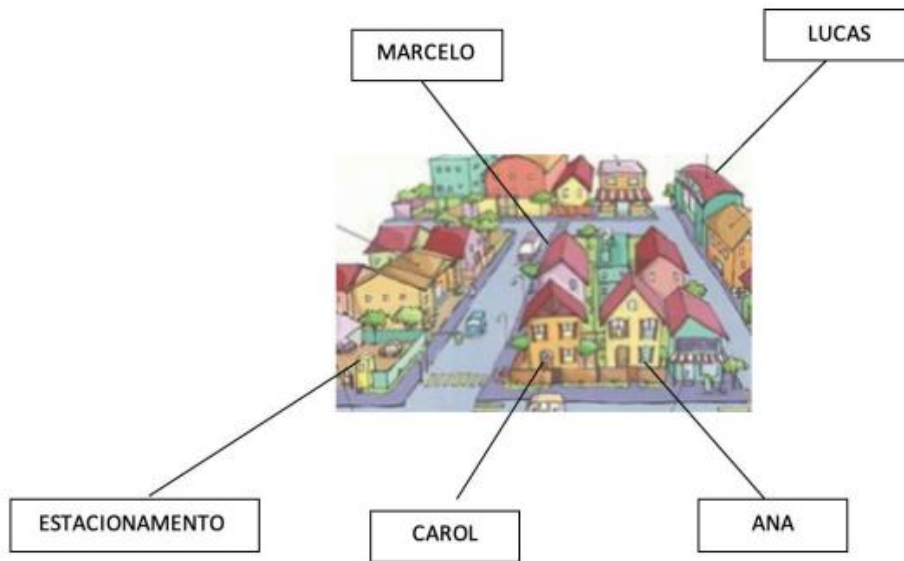 LUCAS
MARCELO
ESTACIONAMENTO
CAROL
ANA